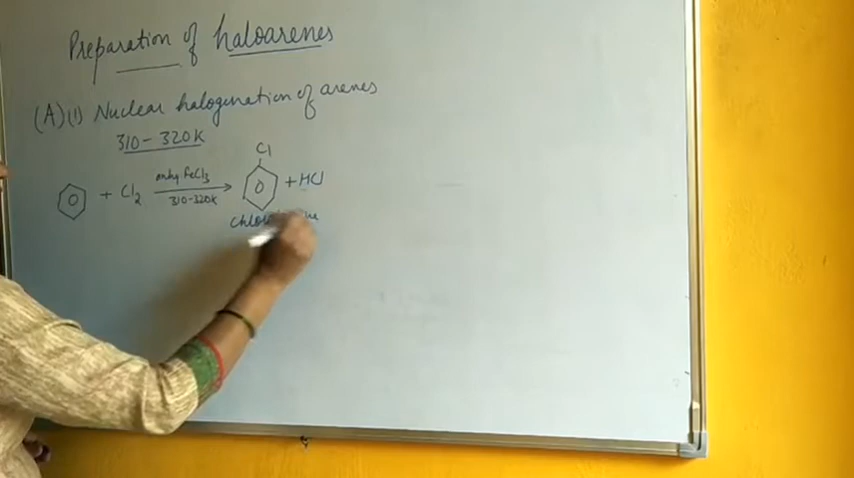 Preparation of haloarenes
(A)(1) Nuclear halogenation of arenes
310-320K
Cl
+ Cl2 anhy FeCl3 + HCl
310-320K